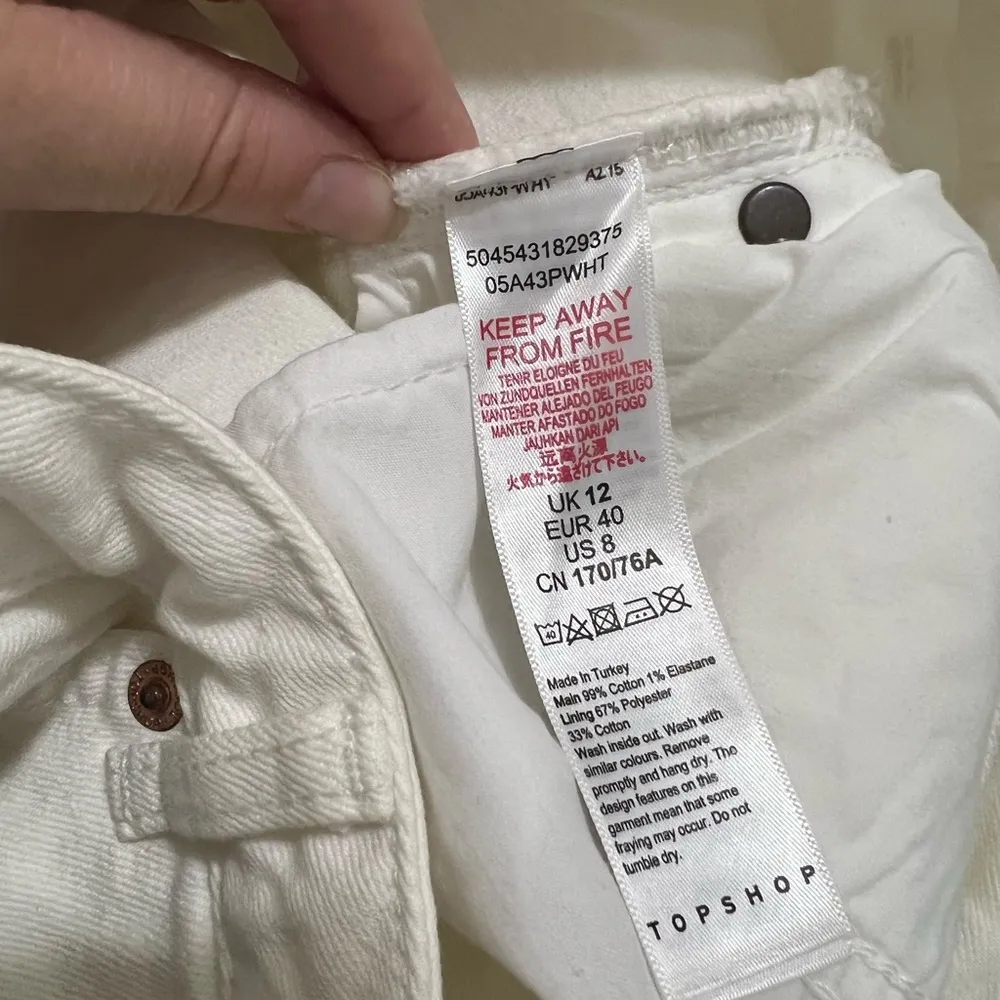 05A43PWHT AZ15
5045431829375
05A43PWHT
KEEP AWAY
FROM FIRE
TENIR ELOIGNE DU FEU
VON ZUNDQUELLEN FERNHALTEN
MANTENER ALEJADO DEL FEUGO
MANTER AFASTADO DO FOGO
JAUHKAN DARI API
远离火源
火気から遠ざけて下さい。
UK 12
EUR 40
US 8
CN 170/76A
40
Made In Turkey
Main 99% Cotton 1% Elastane
Lining 67% Polyester
33% Cotton
Wash inside out. Wash with
similar colours. Remove
promptly and hang dry. The
design features on this
garment mean that some
fraying may occur. Do not
tumble dry.
TOPSHOP